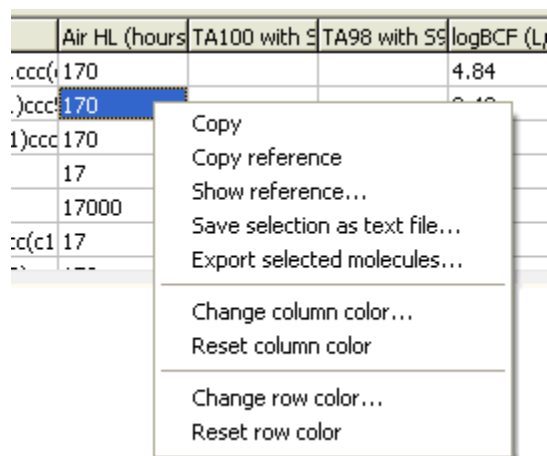 Air HL (hours TA100 with S TA98 with S9 logBCF (L,
.ccc( 170 4.84
.)ccc 170
1)ccc 170
17
17000
cc(c1 17
Copy
Copy reference
Show reference...
Save selection as text file...
Export selected molecules...
Change column color...
Reset column color
Change row color...
Reset row color